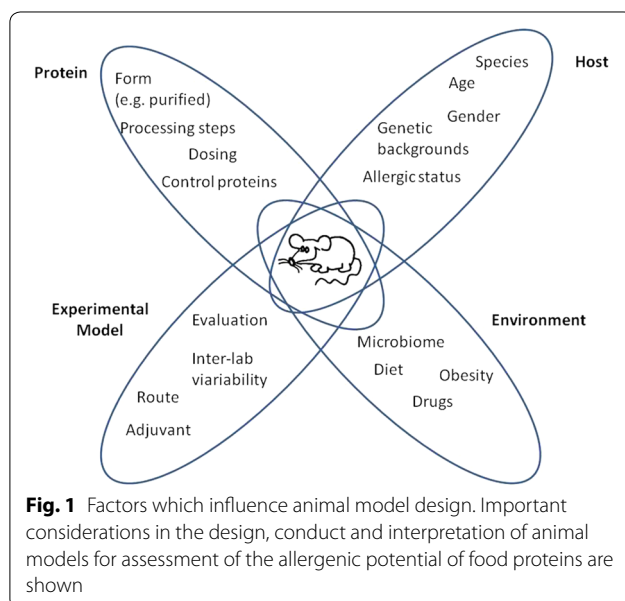 Protein
Form
(e.g. purified)
Processing steps
Dosing
Control proteins
Host
Species
Age
Gender
Genetic
backgrounds
Allergic status
Experimental
Model
Evaluation
Inter-lab
viariability
Route
Adjuvant
Environment
Microbiome
Diet
Obesity
Drugs
Fig. 1 Factors which influence animal model design. Important
considerations in the design, conduct and interpretation of animal
models for assessment of the allergenic potential of food proteins are
shown